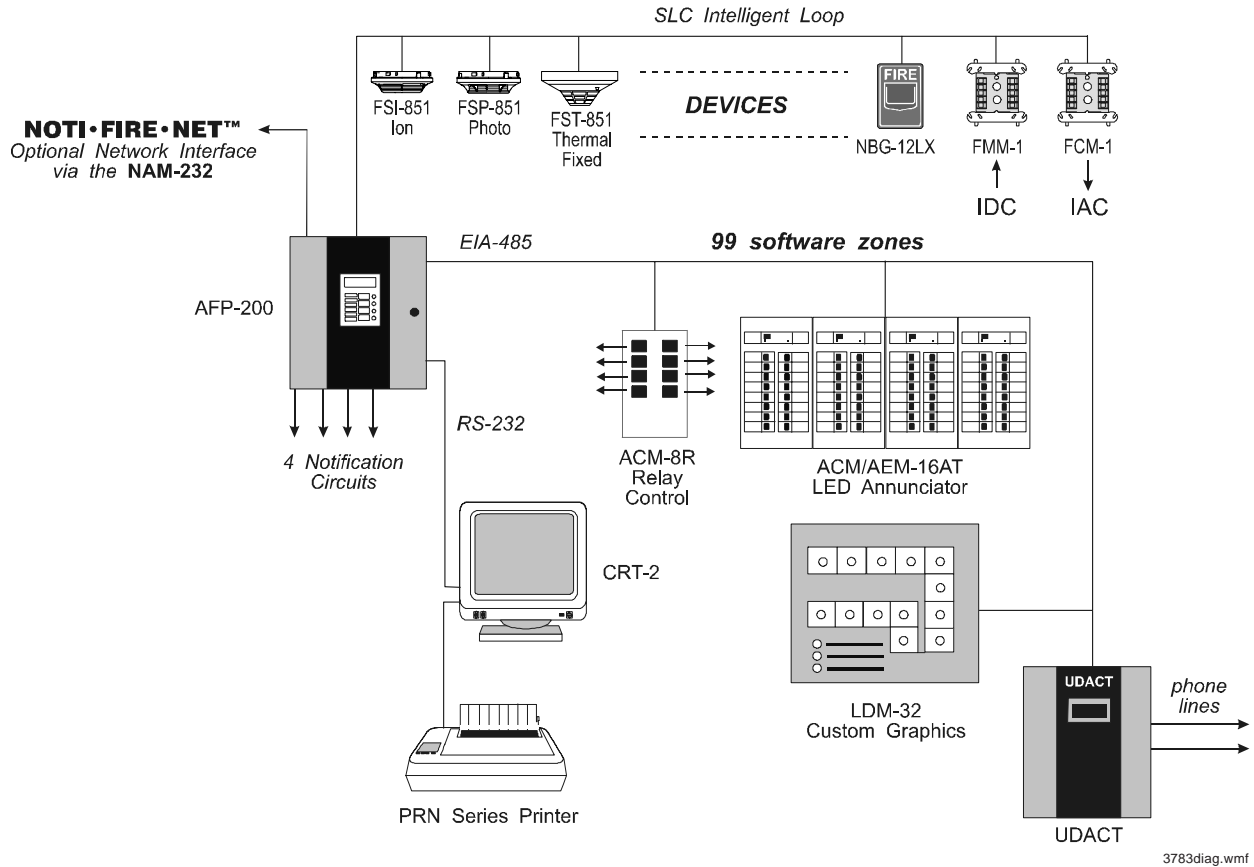 SLC Intelligent Loop
FSI-851
Ion
FSP-851
Photo
FST-851
Thermal
Fixed
DEVICES
FIRE
NBG-12LX
FMM-1
FCM-1
IDC
IAC
NOTI•FIRE•NET™
Optional Network Interface
via the NAM-232
EIA-485
99 software zones
AFP-200
RS-232
4 Notification
Circuits
ACM-8R
Relay
Control
ACM/AEM-16AT
LED Annunciator
CRT-2
LDM-32
Custom Graphics
UDACT
phone
lines
PRN Series Printer
UDACT
3783diag.wmf